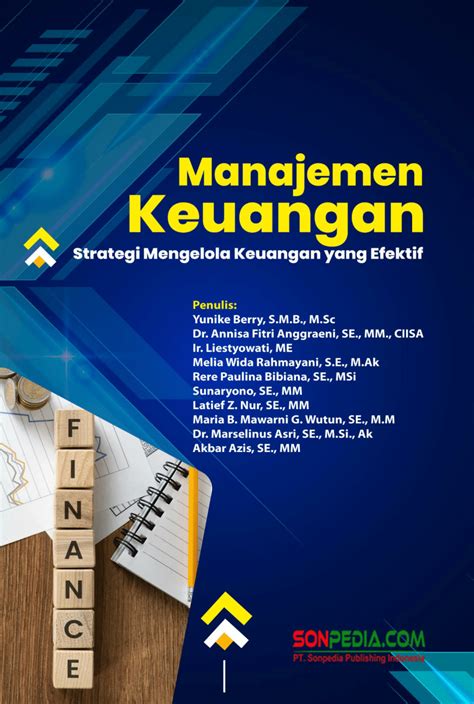 Manajemen
Keuangan
Strategi Mengelola Keuangan yang Efektif
Penulis:
Yunike Berry, S.M.B., M.Sc
Dr. Annisa Fitri Anggraeni, SE., MM., CIISA
Ir. Liestyowati, ME
Melia Wida Rahmayani, S.E., M.Ak
Rere Paulina Bibiana, SE., MSi
Sunaryono, SE., MM
Latief Z. Nur, SE., MM
Maria B. Mawarni G. Wutun, SE., M.M
Dr. Marselinus Asri, SE., M.Si., Ak
Akbar Azis, SE., MM
FINANCE
SONPEDIA.COM
PT. Sonpedia Publishing Indonesia